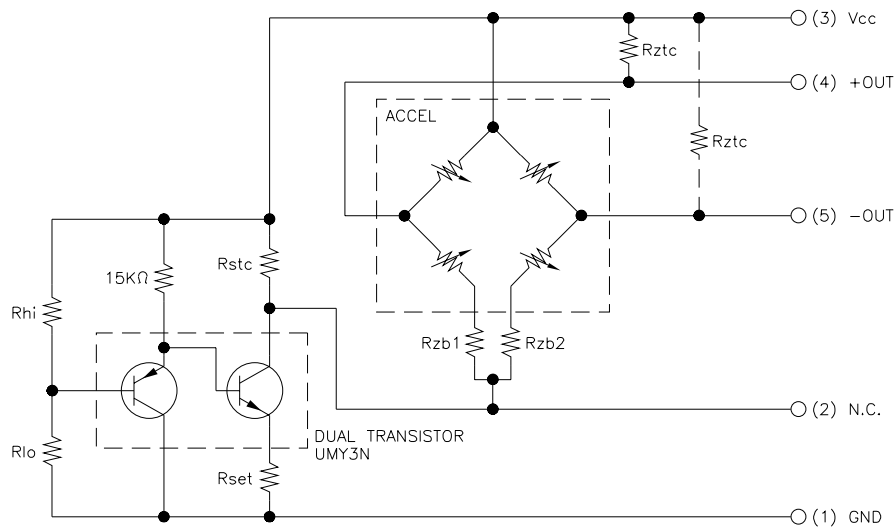 (3) Vcc
Rztc
(4) +OUT
ACCEL
Rztc
(5) -OUT
Rstc
15KΩ
Rhi
Rzb1
Rzb2
(2) N.C.
DUAL TRANSISTOR
UMY3N
Rlo
Rset
(1) GND